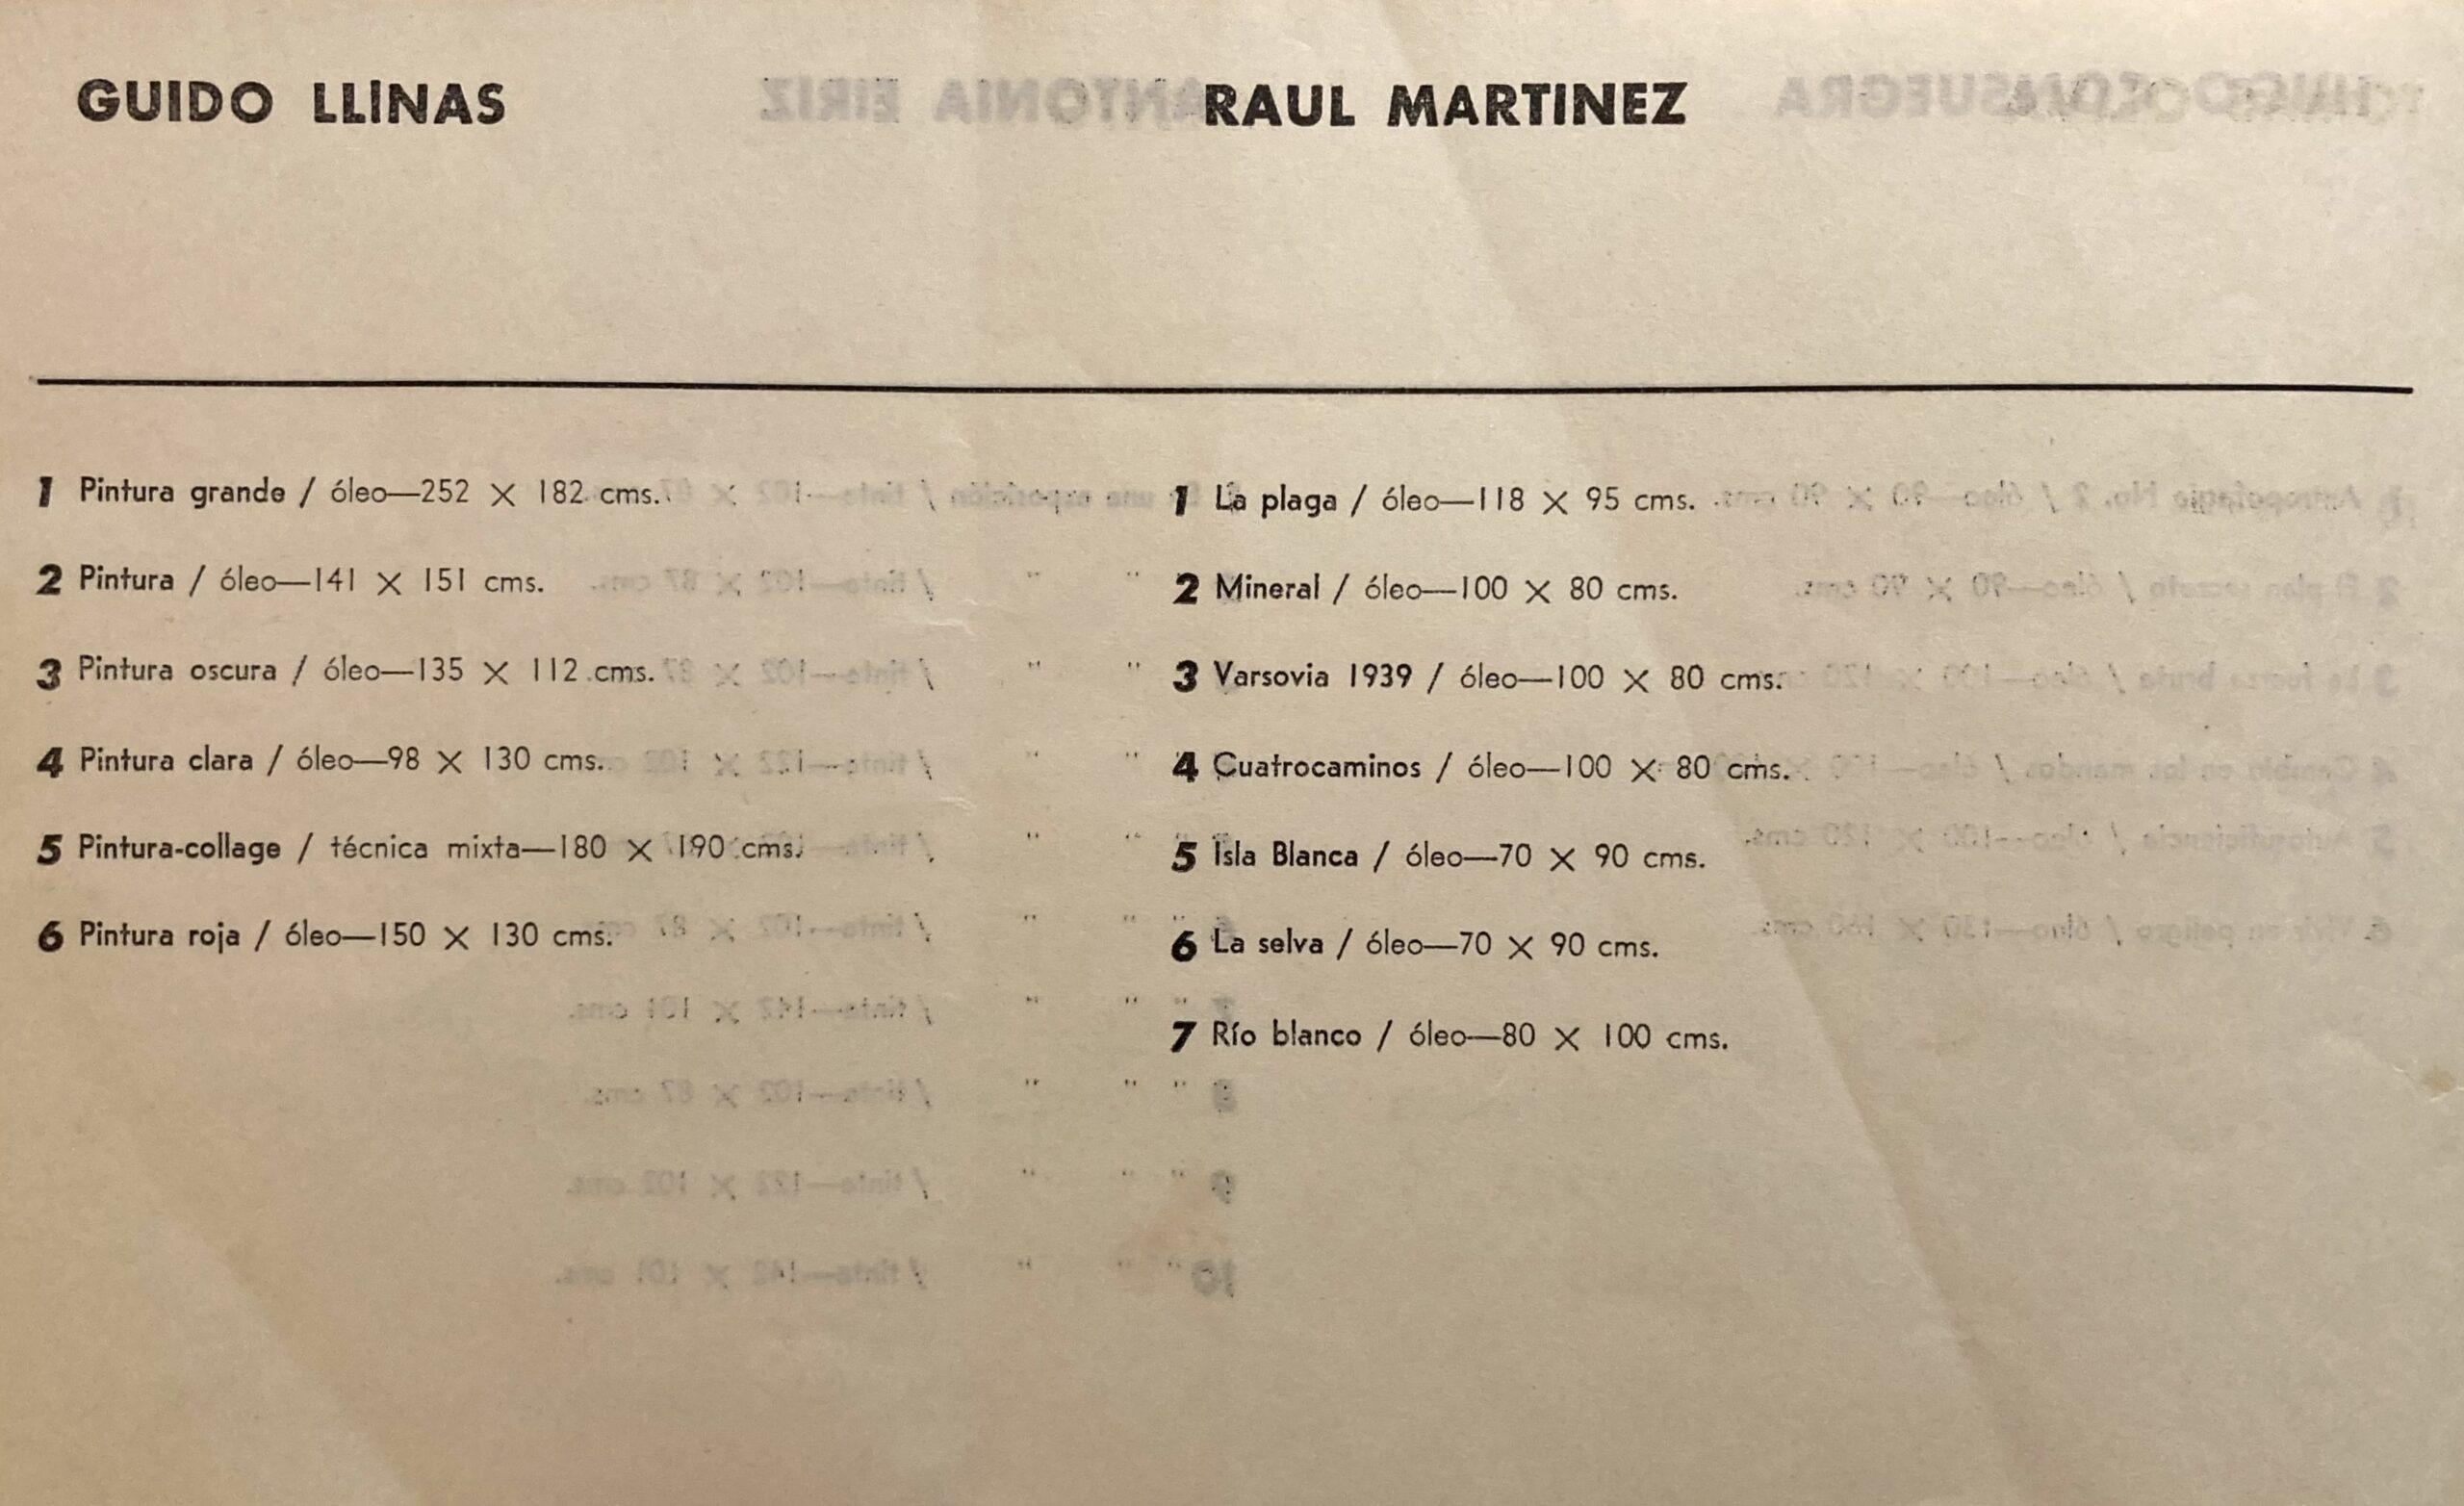 GUIDO LLINAS
1 Pintura grande / óleo—252 × 182 cms.
2 Pintura / óleo—141 × 151 cms.
3 Pintura oscura / óleo—135 × 112 cms.
4 Pintura clara / óleo—98 × 130 cms.
5 Pintura-collage / técnica mixta—180 × 190 cms.
6 Pintura roja / óleo—150 × 130 cms.
RAUL MARTINEZ
1 La plaga / óleo—118 × 95 cms.
2 Mineral / óleo—100 × 80 cms.
3 Varsovia 1939 / óleo—100 × 80 cms.
4 Cuatrocaminos / óleo—100 × 80 cms.
5 Isla Blanca / óleo—70 × 90 cms.
6 La selva / óleo—70 × 90 cms.
7 Río blanco / óleo—80 × 100 cms.